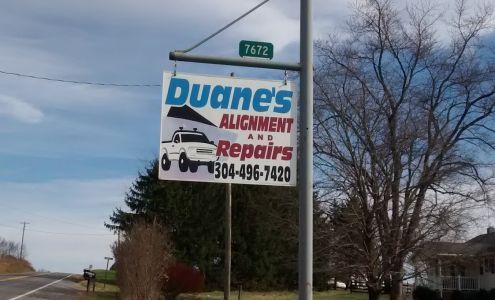 7672
Duane's
ALIGNMENT
AND
Repairs
304-496-7420